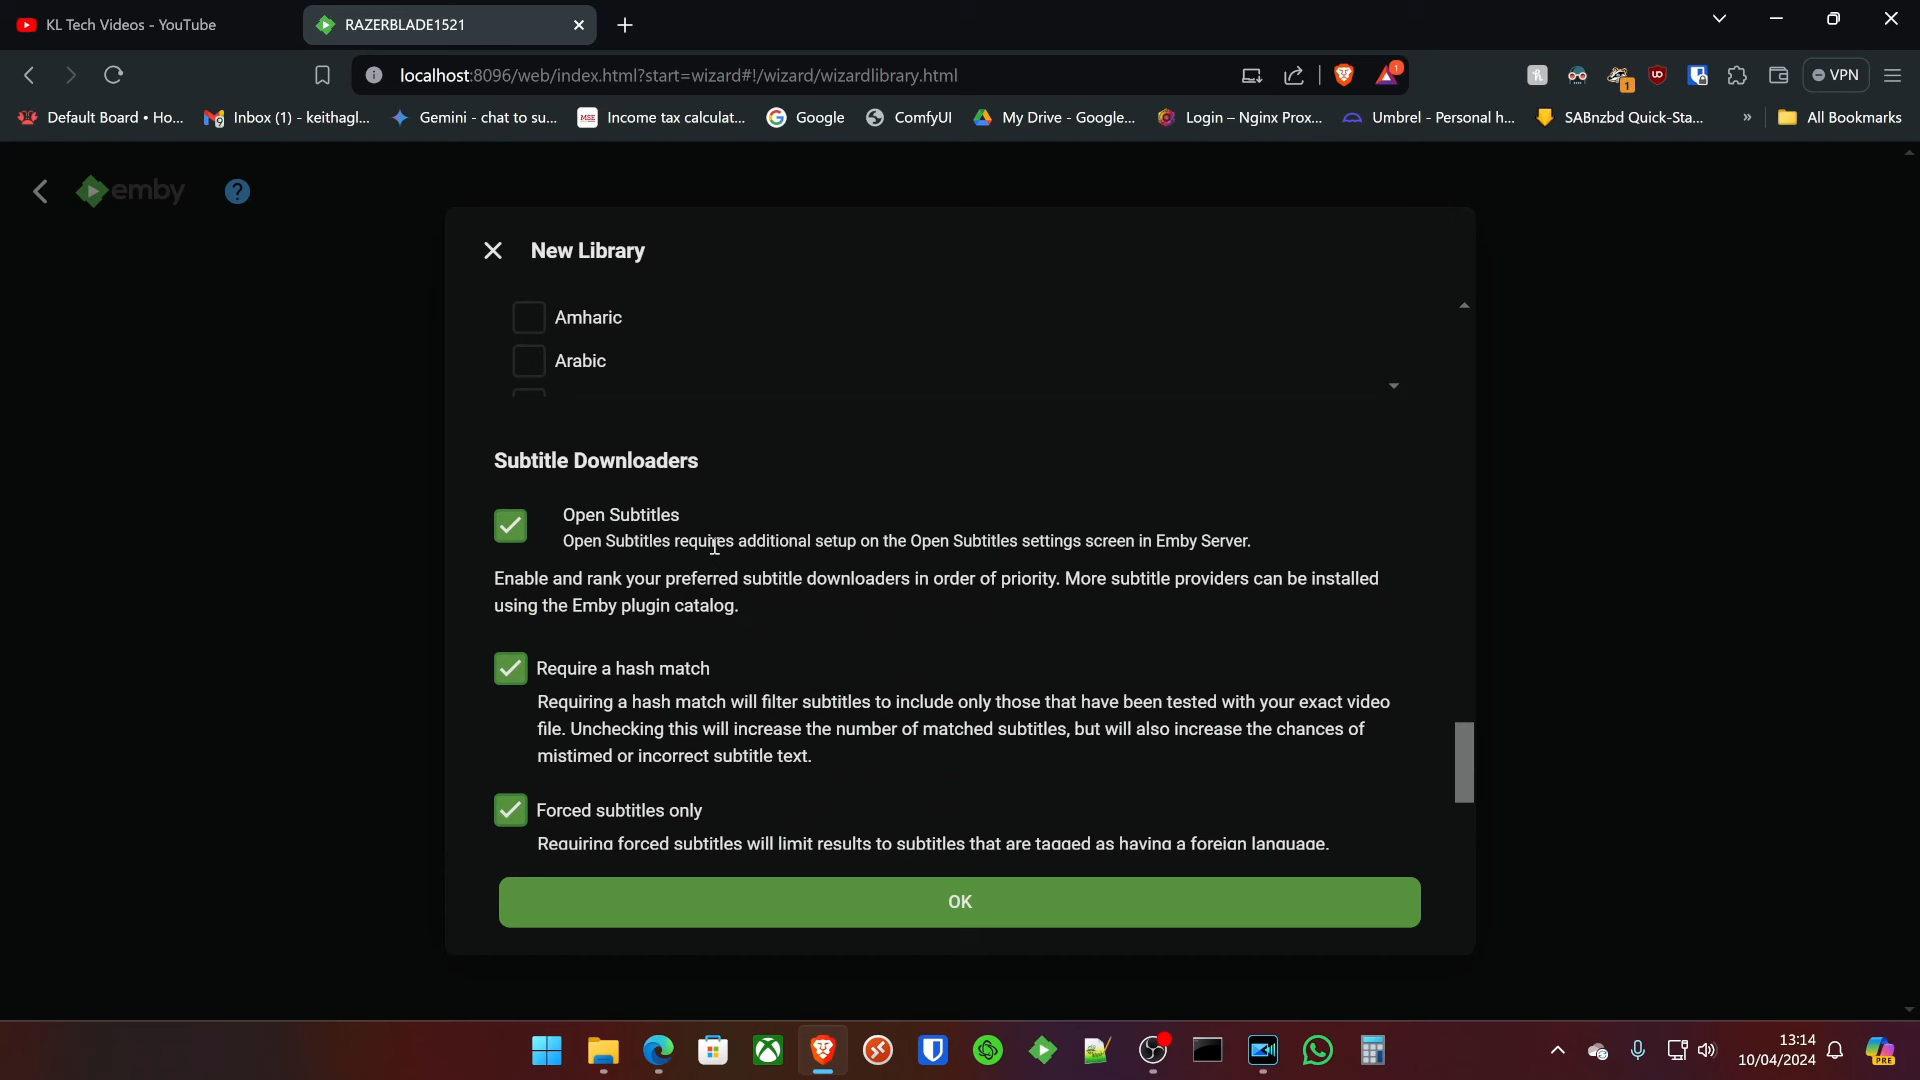 KL Tech Videos - YouTube
RAZERBLADE1521
localhost:8096/web/index.html?start=wizard#!/wizard/wizardlibrary.html
1
1
VPN
Default Board • Ho...
Inbox (1) - keithagl...
Gemini - chat to su...
MSE
Income tax calculat...
Google
ComfyUI
My Drive - Google...
Login – Nginx Prox...
Umbrel - Personal h...
SABnzbd Quick-Sta...
»
All Bookmarks
emby
New Library
Amharic
Arabic
Subtitle Downloaders
Open Subtitles
Open Subtitles requires additional setup on the Open Subtitles settings screen in Emby Server.
Enable and rank your preferred subtitle downloaders in order of priority. More subtitle providers can be installed
using the Emby plugin catalog.
Require a hash match
Requiring a hash match will filter subtitles to include only those that have been tested with your exact video
file. Unchecking this will increase the number of matched subtitles, but will also increase the chances of
mistimed or incorrect subtitle text.
Forced subtitles only
Requiring forced subtitles will limit results to subtitles that are tagged as having a foreign language.
OK
13:14
10/04/2024
PRE